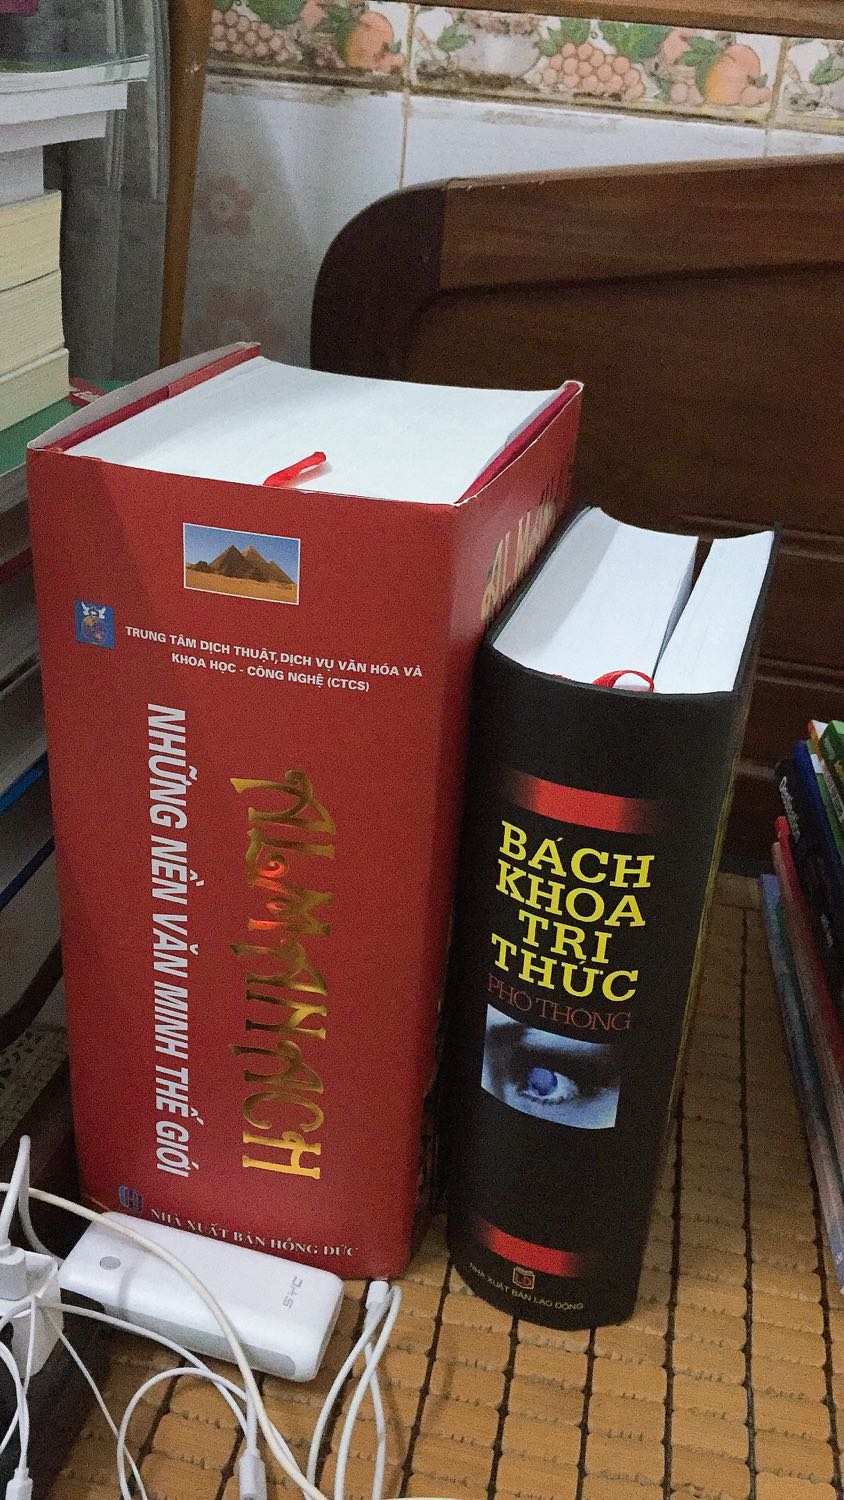 TRUNG TÂM DỊCH THUẬT, DỊCH VỤ VĂN HÓA VÀ
KHOA HỌC - CÔNG NGHỆ (CTCS)
ALMANACH
NHỮNG NỀN VĂN MINH THẾ GIỚI
NHÀ XUẤT BẢN HỒNG ĐỨC
BÁCH
KHOA
TRI
THỨC
PHỔ THÔNG
NHÀ XUẤT BẢN LAO ĐỘNG